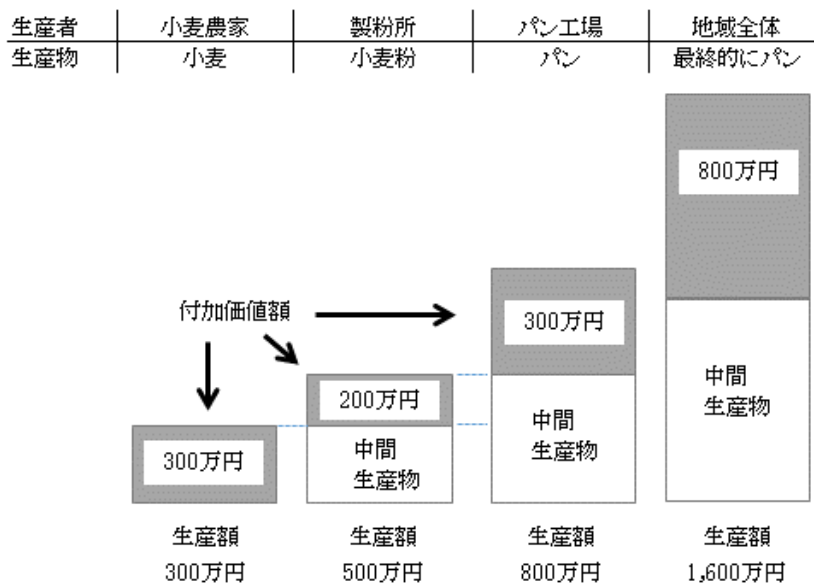 生産者 小麦農家 製粉所 パン工場 地域全体
生産物 小麦 小麦粉 パン 最終的にパン
800万円
付加価値額
300万円
200万円
300万円
中間
生産物
中間
生産物
中間
生産物
生産額 生産額 生産額 生産額
300万円 500万円 800万円 1,600万円